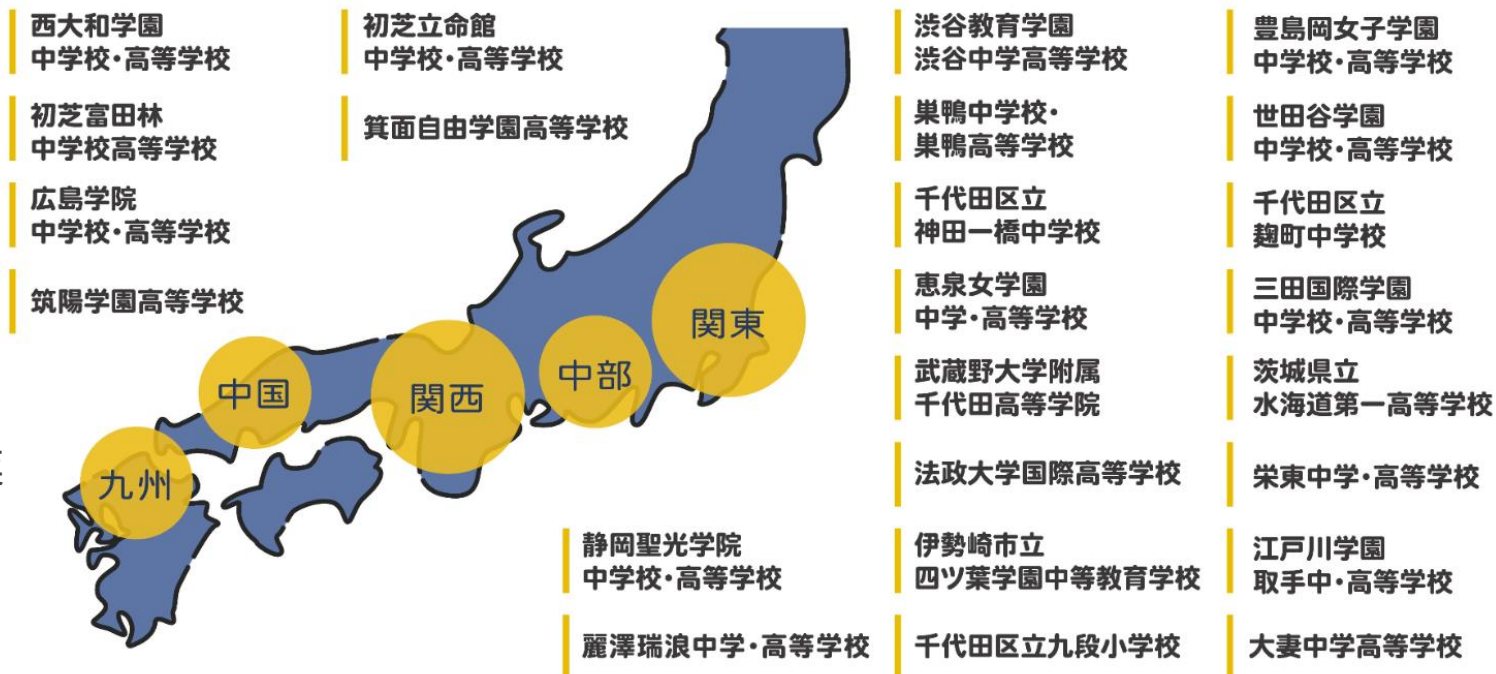 西大和学園
中学校・高等学校
初芝立命館
中学校・高等学校
初芝富田林
中学校高等学校
箕面自由学園高等学校
広島学院
中学校・高等学校
筑陽学園高等学校
渋谷教育学園
渋谷中学高等学校
豊島岡女子学園
中学校・高等学校
巣鴨中学校・
巣鴨高等学校
世田谷学園
中学校・高等学校
千代田区立
神田一橋中学校
千代田区立
麹町中学校
恵泉女学園
中学・高等学校
三田国際学園
中学校・高等学校
武蔵野大学附属
千代田高等学院
茨城県立
水海道第一高等学校
法政大学国際高等学校
栄東中学・高等学校
静岡聖光学院
中学校・高等学校
伊勢崎市立
四ツ葉学園中等教育学校
江戸川学園
取手中・高等学校
麗澤瑞浪中学・高等学校
千代田区立九段小学校
大妻中学高等学校
関東
中部
関西
中国
九州